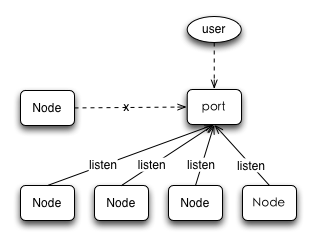 user
Node
x
port
listen
listen
listen
listen
Node
Node
Node
Node